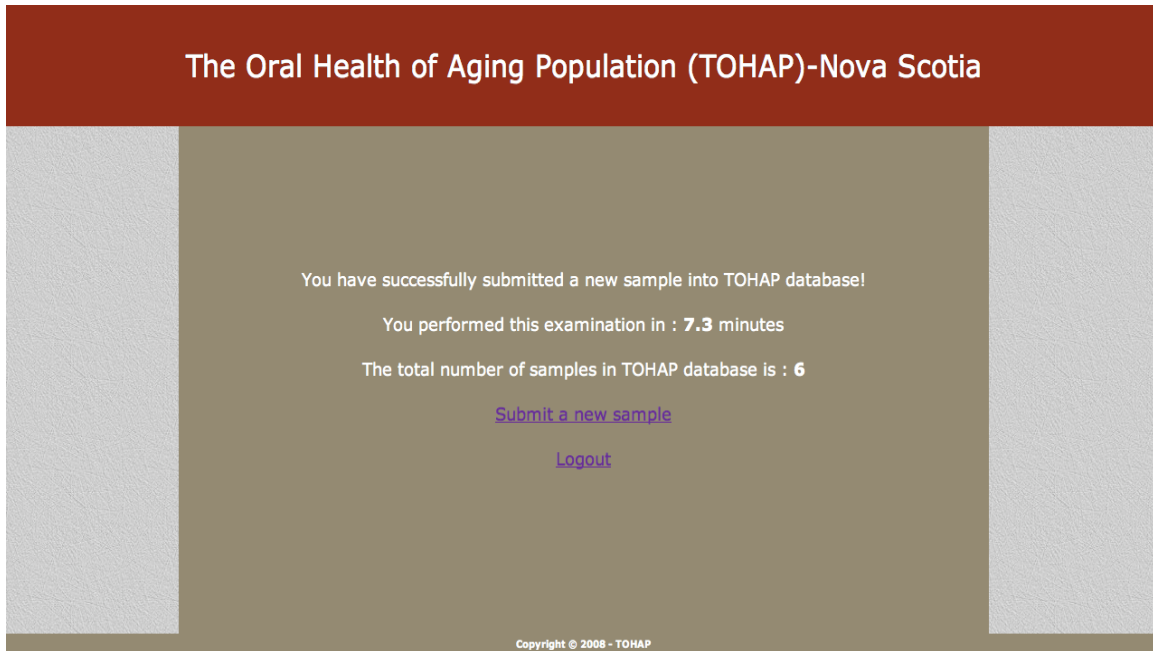 The Oral Health of Aging Population (TOHAP)-Nova Scotia
You have successfully submitted a new sample into TOHAP database!
You performed this examination in : 7.3 minutes
The total number of samples in TOHAP database is : 6
Submit a new sample
Logout
Copyright © 2008 - TOHAP